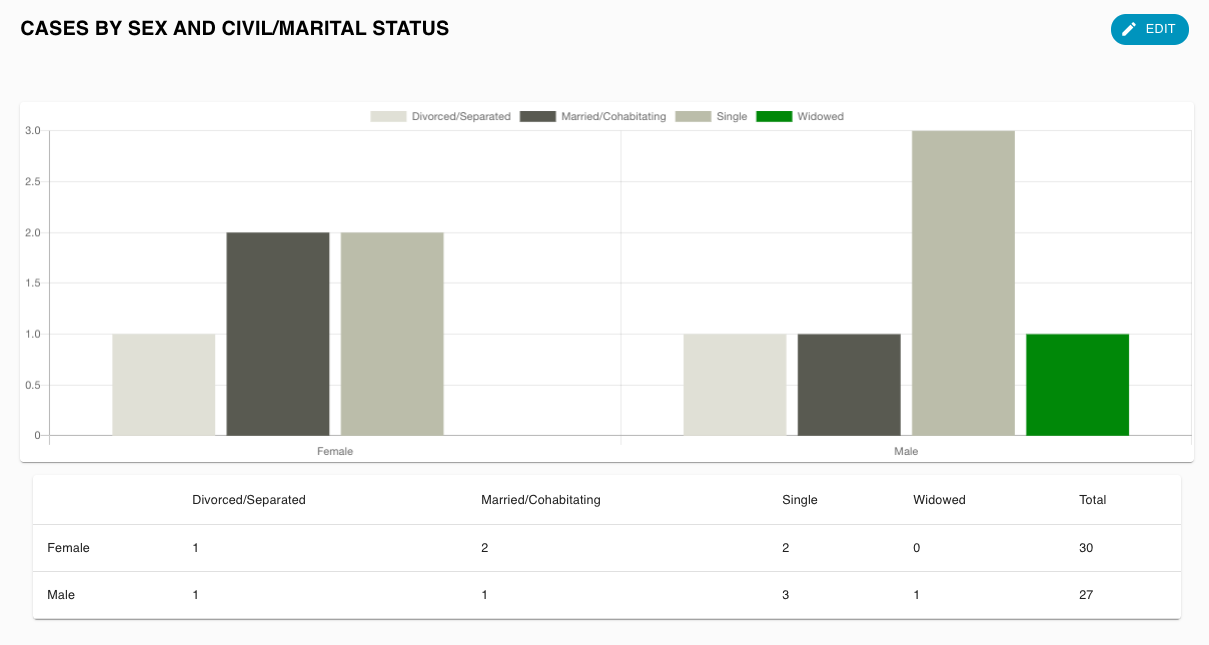 CASES BY SEX AND CIVIL/MARITAL STATUS
EDIT
Divorced/Separated Married/Cohabitating Single Widowed
3.0
2.5
2.0
1.5
1.0
0.5
0
Female Male
Divorced/Separated Married/Cohabitating Single Widowed Total
Female 1 2 2 0 30
Male 1 1 3 1 27